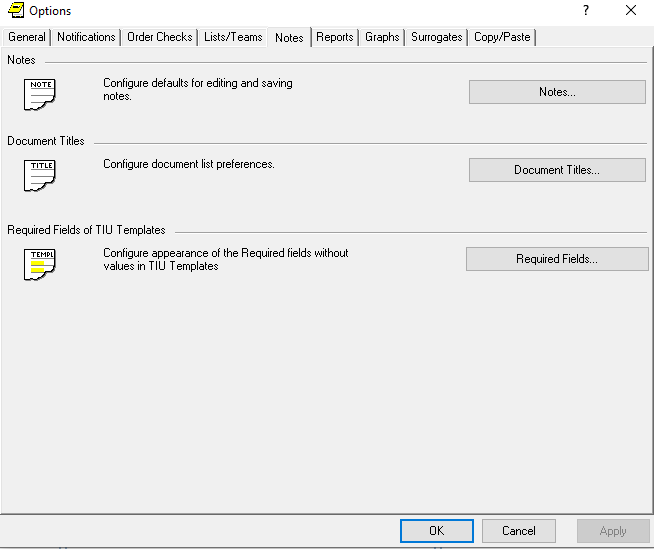 Options
?
General Notifications Order Checks Lists/Teams Notes Reports Graphs Surrogates Copy/Paste
Notes
NOTE
Configure defaults for editing and saving
notes.
Notes...
Document Titles
TITLE
Configure document list preferences.
Document Titles...
Required Fields of TIU Templates
TEMPL
Configure appearance of the Required fields without
values in TIU Templates
Required Fields...
OK Cancel Apply